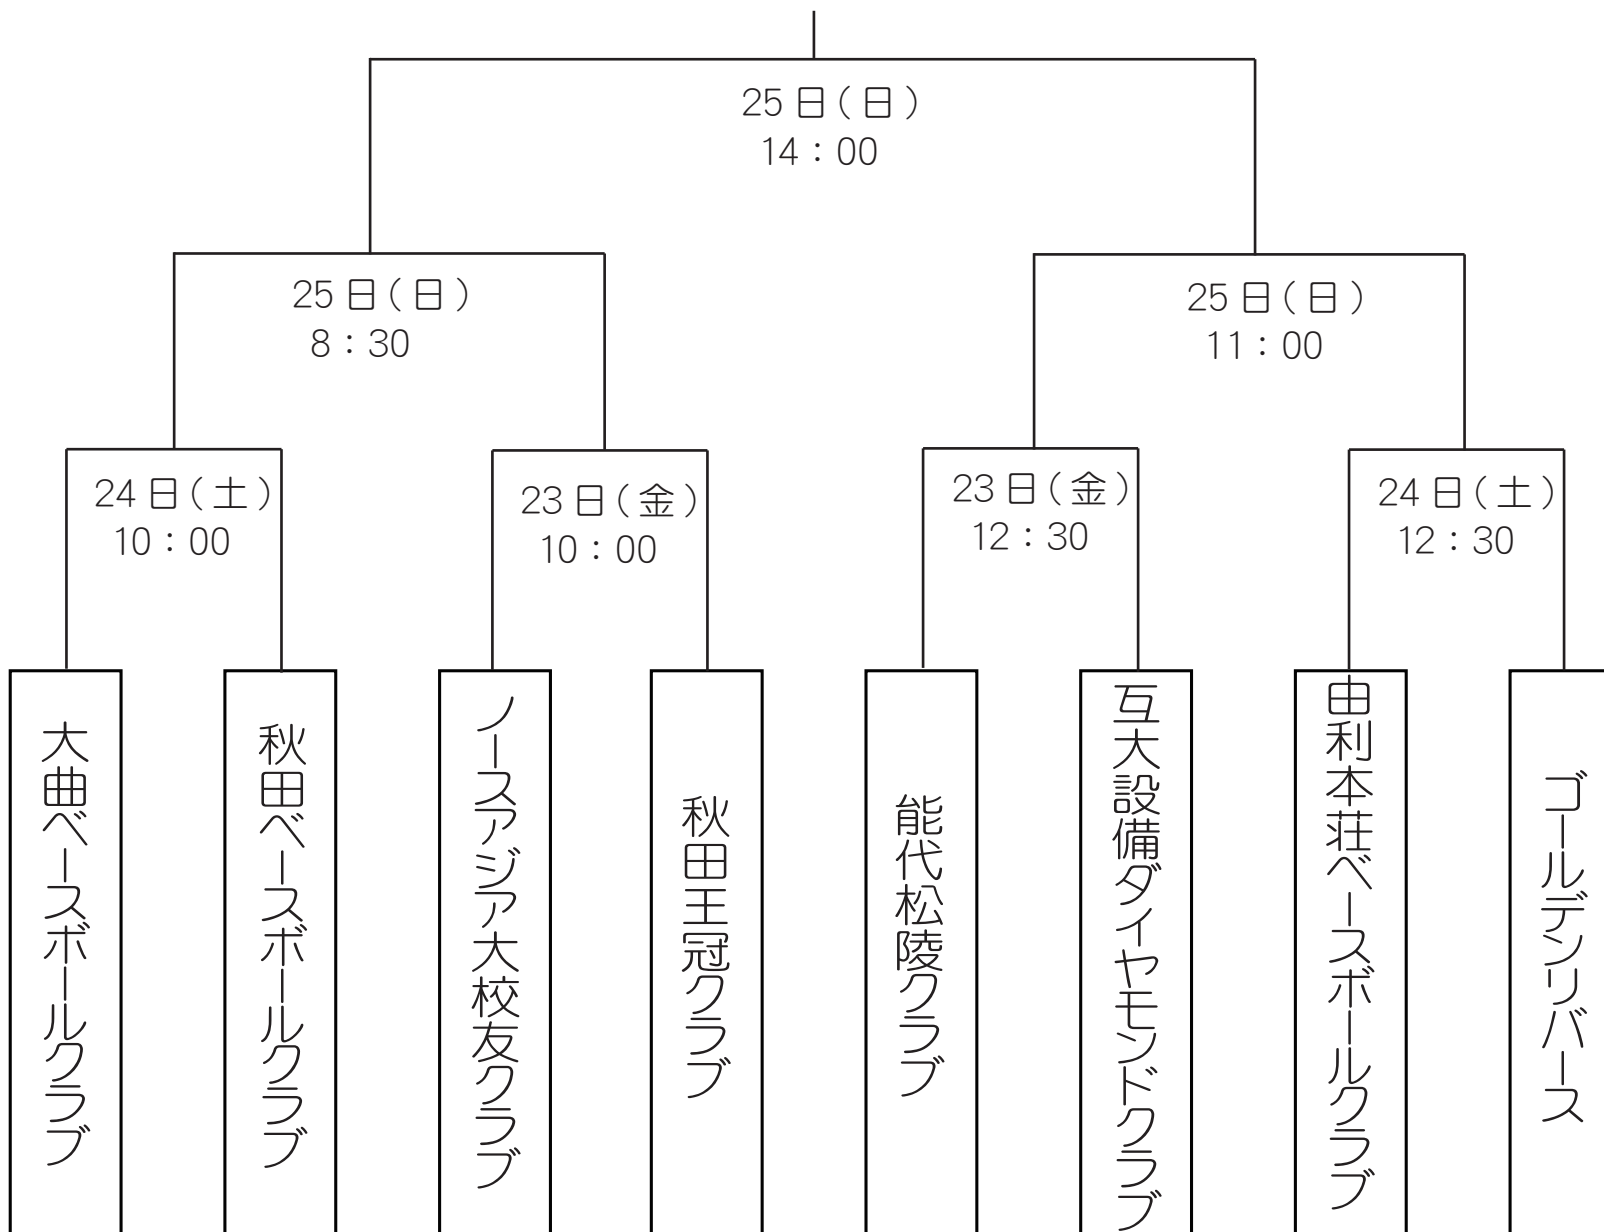 25日(日)
14：00
25日(日)
8：30
25日(日)
11：00
24日(土)
10：00
23日(金)
10：00
23日(金)
12：30
24日(土)
12：30
大曲ベースボールクラブ
秋田ベースボールクラブ
ノースアジア大校友クラブ
秋田王冠クラブ
能代松陵クラブ
互大設備ダイヤモンドクラブ
由利本荘ベースボールクラブ
ゴールデンリバース